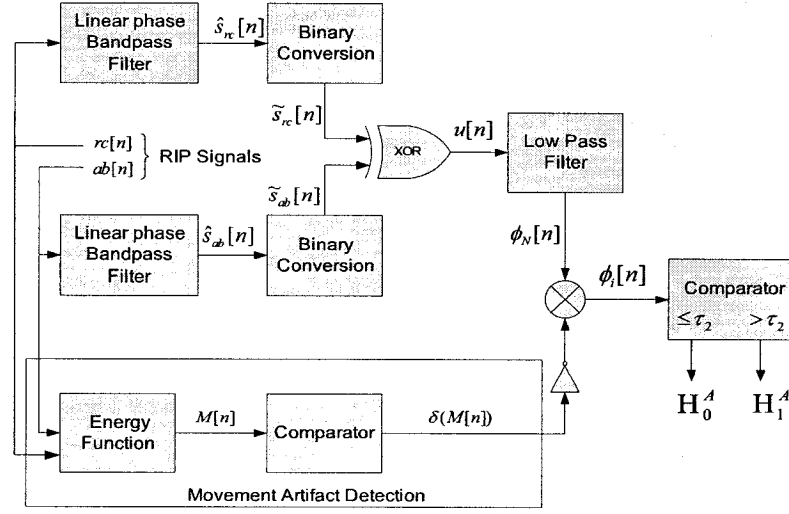 Linear phase
Bandpass
Filter
ŝ_rc[n]
Binary
Conversion
s̃_rc[n]
rc[n]
ab[n]
RIP Signals
XOR
u[n]
Low Pass
Filter
s̃_ab[n]
Linear phase
Bandpass
Filter
ŝ_ab[n]
Binary
Conversion
ϕ_N[n]
ϕ_i[n]
Comparator
≤τ_2 >τ_2
H_0^A H_1^A
Energy
Function
M[n]
Comparator
δ(M[n])
Movement Artifact Detection